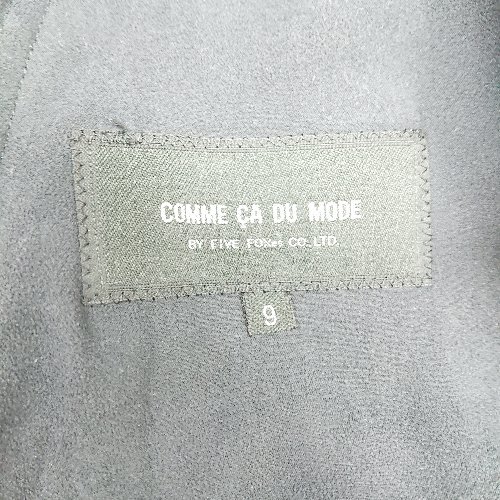 COMME ÇA DU MODE
BY FIVE FOXes CO.,LTD.
9